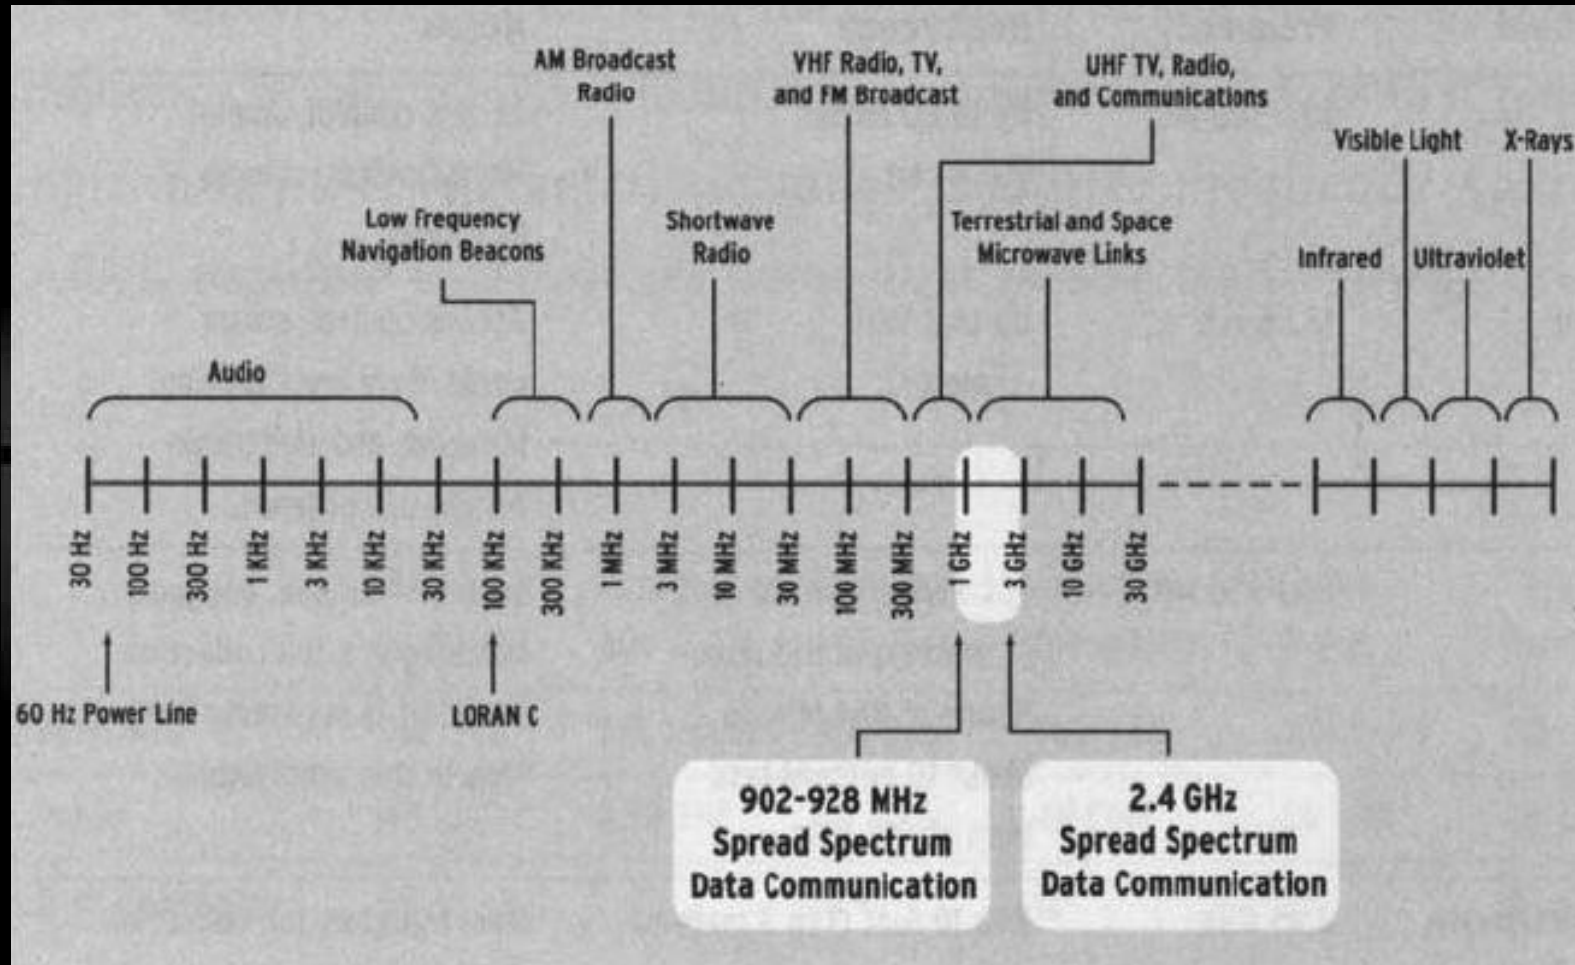 AM Broadcast
Radio
VHF Radio, TV,
and FM Broadcast
UHF TV, Radio,
and Communications
Visible Light
X-Rays
Low Frequency
Navigation Beacons
Shortwave
Radio
Terrestrial and Space
Microwave Links
Infrared
Ultraviolet
Audio
30 Hz
100 Hz
300 Hz
1 KHz
3 KHz
10 KHz
30 KHz
100 KHz
300 KHz
1 MHz
3 MHz
10 MHz
30 MHz
100 MHz
300 MHz
1 GHz
3 GHz
10 GHz
30 GHz
60 Hz Power Line
LORAN C
902-928 MHz
Spread Spectrum
Data Communication
2.4 GHz
Spread Spectrum
Data Communication